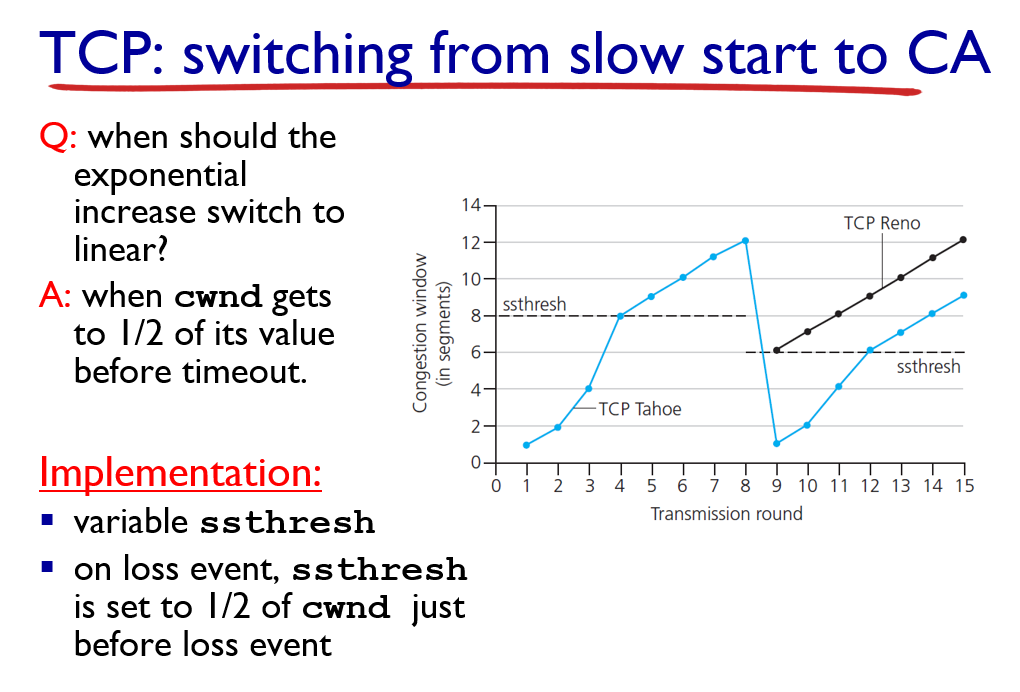 TCP: switching from slow start to CA
Q: when should the
exponential
increase switch to
linear?
A: when cwnd gets
to 1/2 of its value
before timeout.
Implementation:
▪ variable ssthresh
▪ on loss event, ssthresh
is set to 1/2 of cwnd just
before loss event
Congestion window
(in segments)
14
12
10
8
6
4
2
0
ssthresh
TCP Tahoe
TCP Reno
ssthresh
0 1 2 3 4 5 6 7 8 9 10 11 12 13 14 15
Transmission round